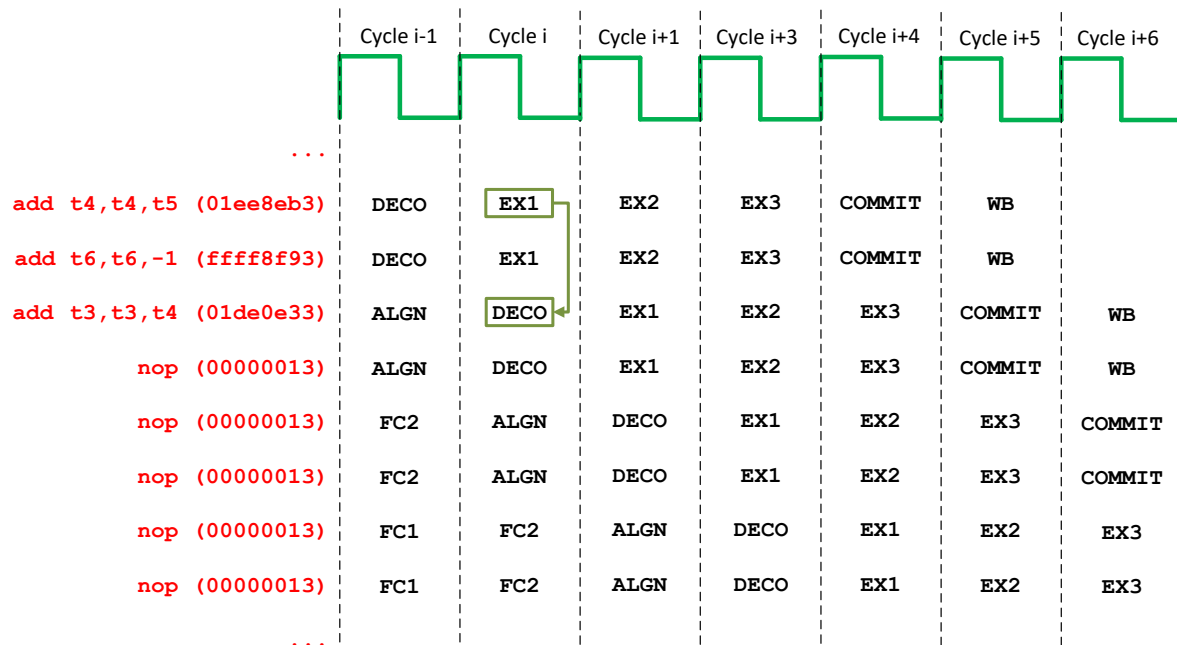 Cycle i-1 Cycle i Cycle i+1 Cycle i+3 Cycle i+4 Cycle i+5 Cycle i+6
...
add t4,t4,t5 (01ee8eb3) DECO EX1 EX2 EX3 COMMIT WB
add t6,t6,-1 (ffff8f93) DECO EX1 EX2 EX3 COMMIT WB
add t3,t3,t4 (01de0e33) ALGN DECO EX1 EX2 EX3 COMMIT WB
nop (00000013) ALGN DECO EX1 EX2 EX3 COMMIT WB
nop (00000013) FC2 ALGN DECO EX1 EX2 EX3 COMMIT
nop (00000013) FC2 ALGN DECO EX1 EX2 EX3 COMMIT
nop (00000013) FC1 FC2 ALGN DECO EX1 EX2 EX3
nop (00000013) FC1 FC2 ALGN DECO EX1 EX2 EX3
...